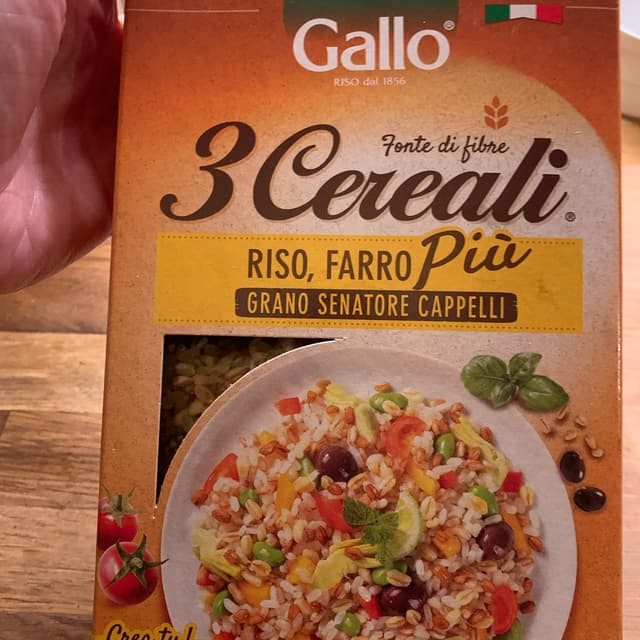 Gallo®
RISO dal 1856
Fonte di fibre
3 Cereali®
RISO, FARRO Più
GRANO SENATORE CAPPELLI